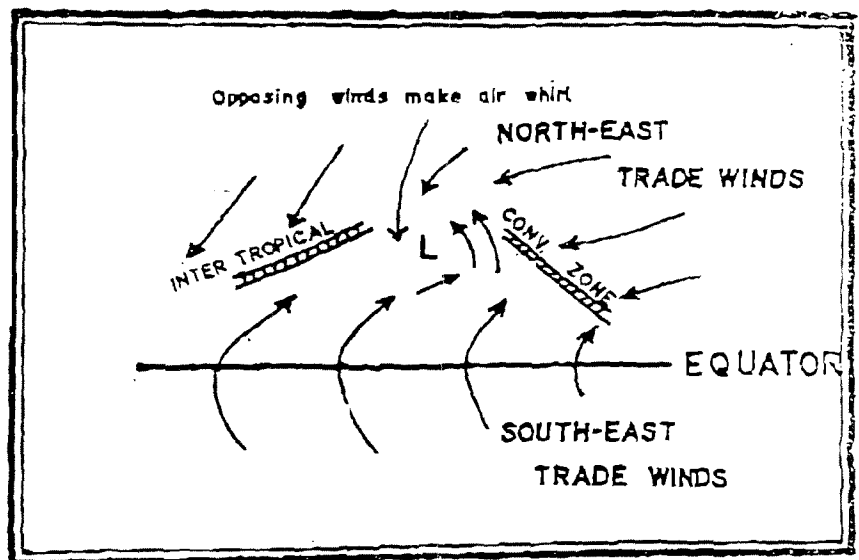 Opposing winds make air whirl
NORTH-EAST
TRADE WINDS
INTER TROPICAL
CONV. ZONE
L
EQUATOR
SOUTH-EAST
TRADE WINDS